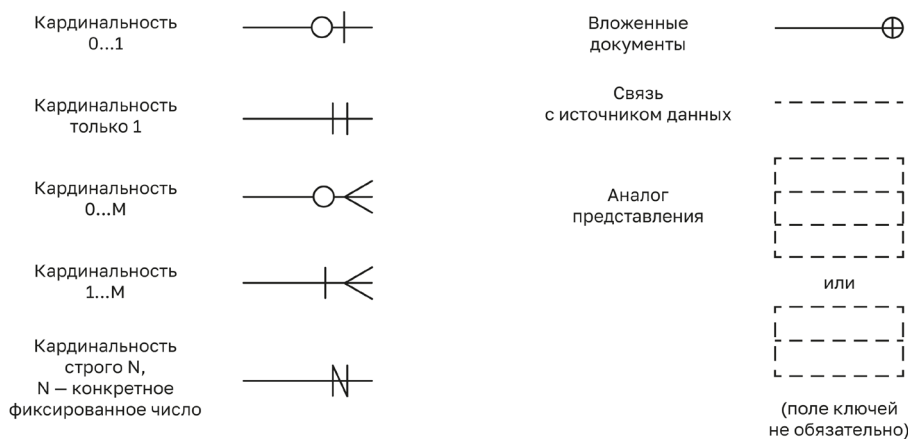 Кардинальность
0...1
Кардинальность
только 1
Кардинальность
0...М
Кардинальность
1...М
Кардинальность
строго N,
N — конкретное
фиксированное число
Вложенные
документы
Связь
с источником данных
Аналог
представления
или
(поле ключей
не обязательно)